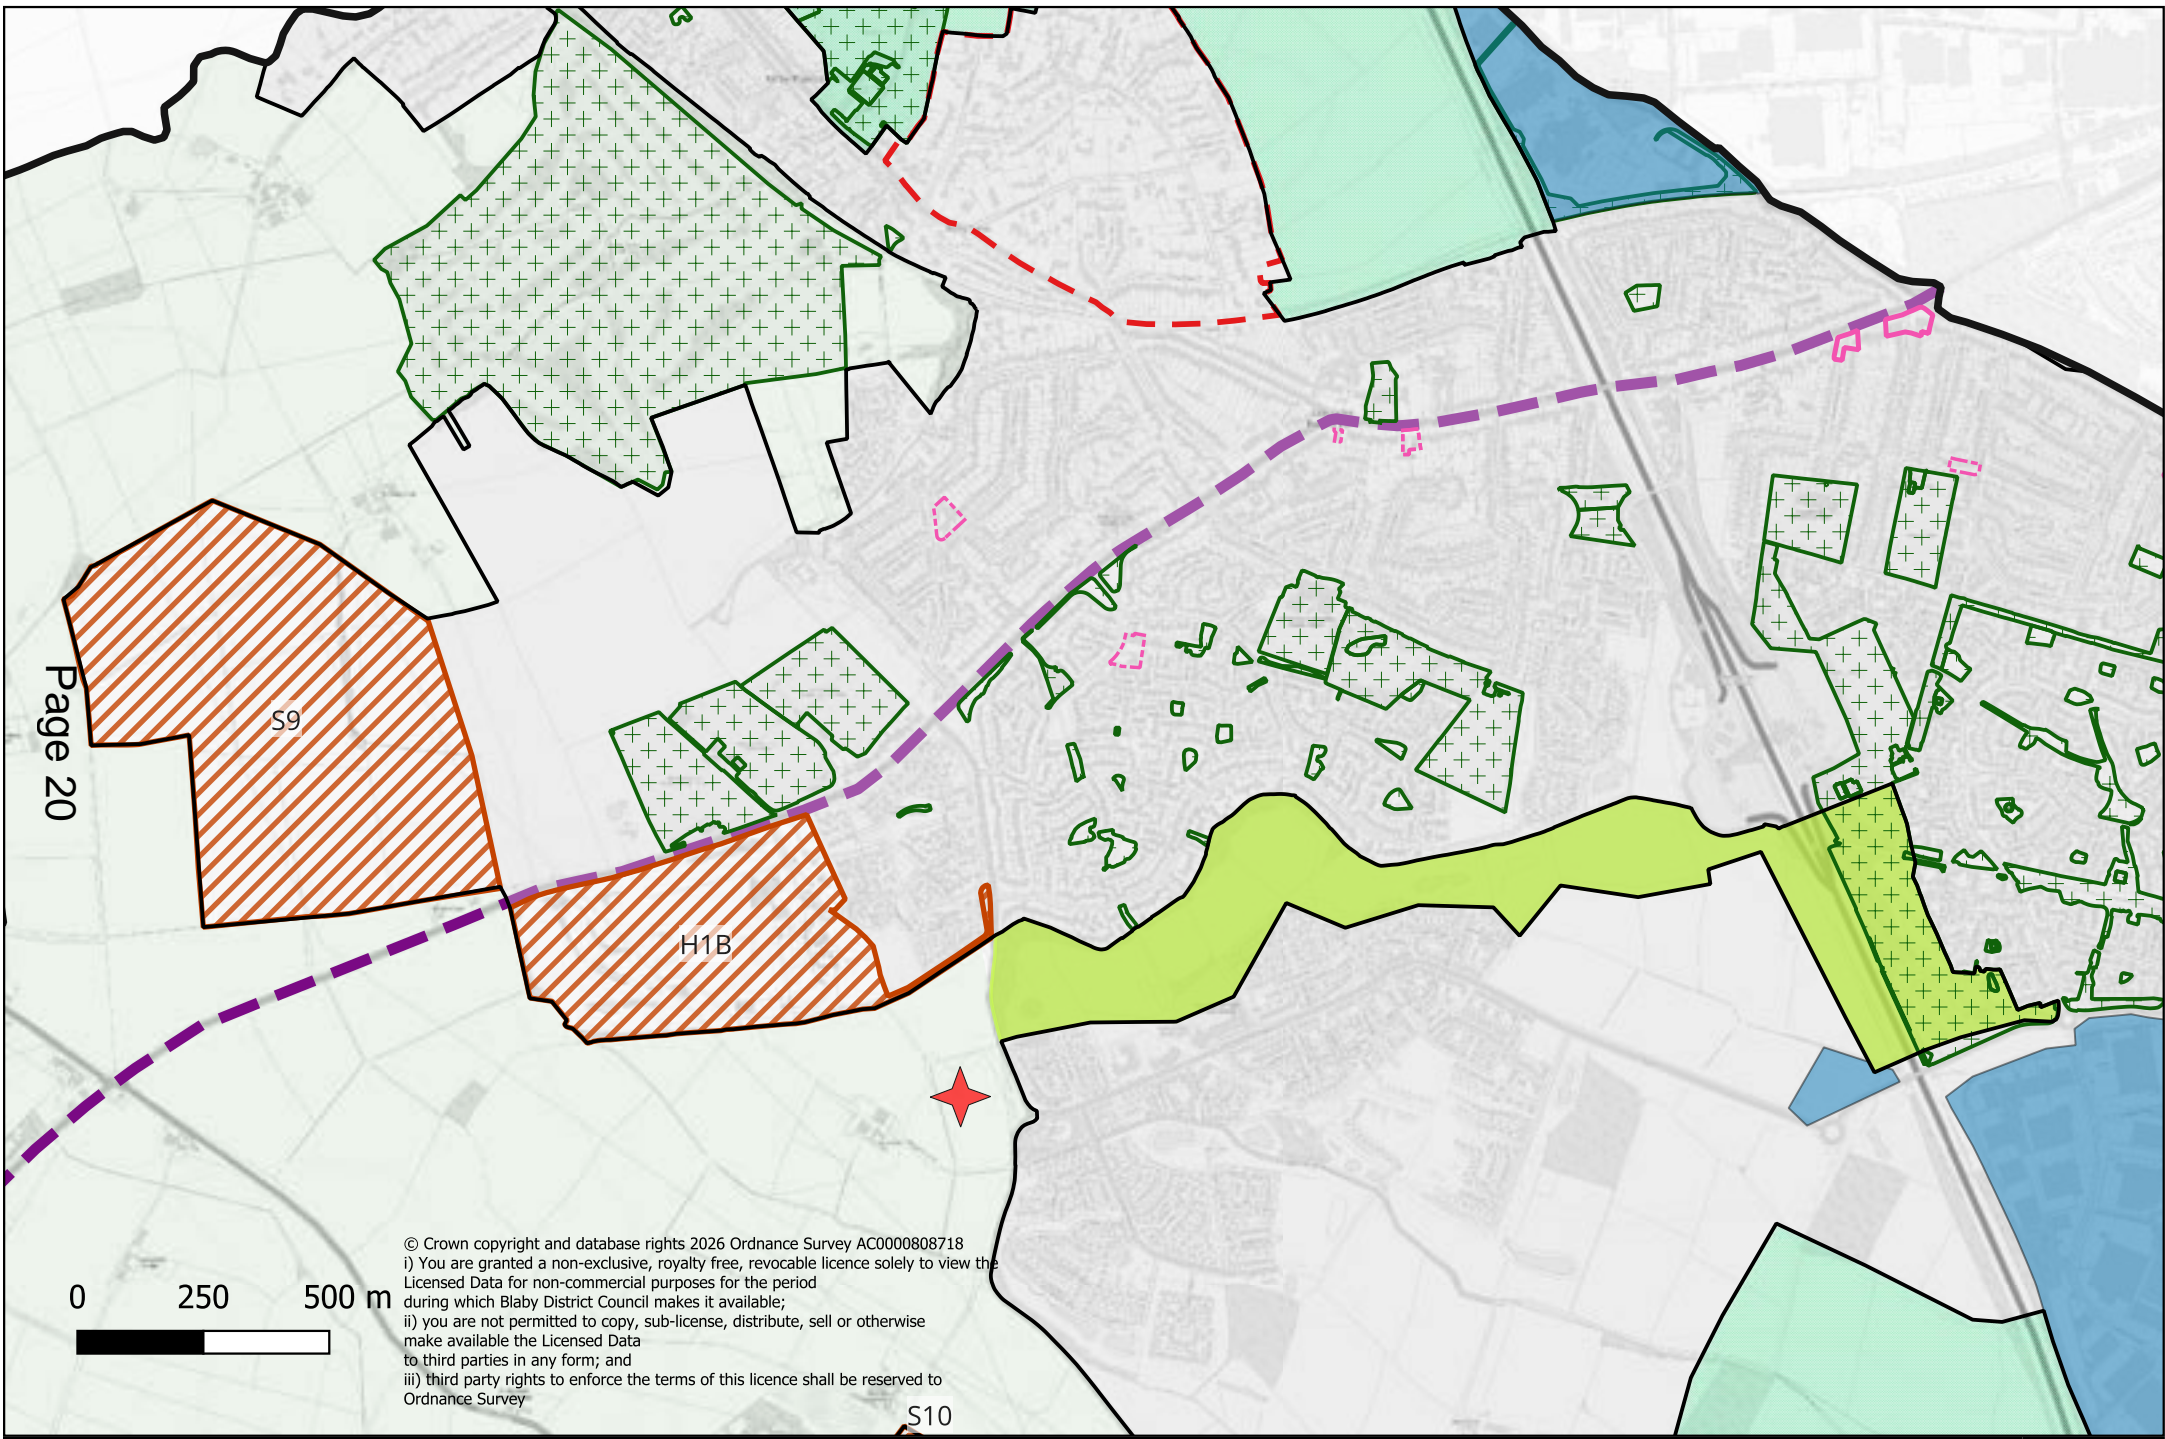 S9
Page 20
H1B
© Crown copyright and database rights 2026 Ordnance Survey AC0000808718
i) You are granted a non-exclusive, royalty free, revocable licence solely to view the
Licensed Data for non-commercial purposes for the period
during which Blaby District Council makes it available;
ii) you are not permitted to copy, sub-license, distribute, sell or otherwise
make available the Licensed Data
to third parties in any form; and
iii) third party rights to enforce the terms of this licence shall be reserved to
Ordnance Survey
0 250 500 m
S10